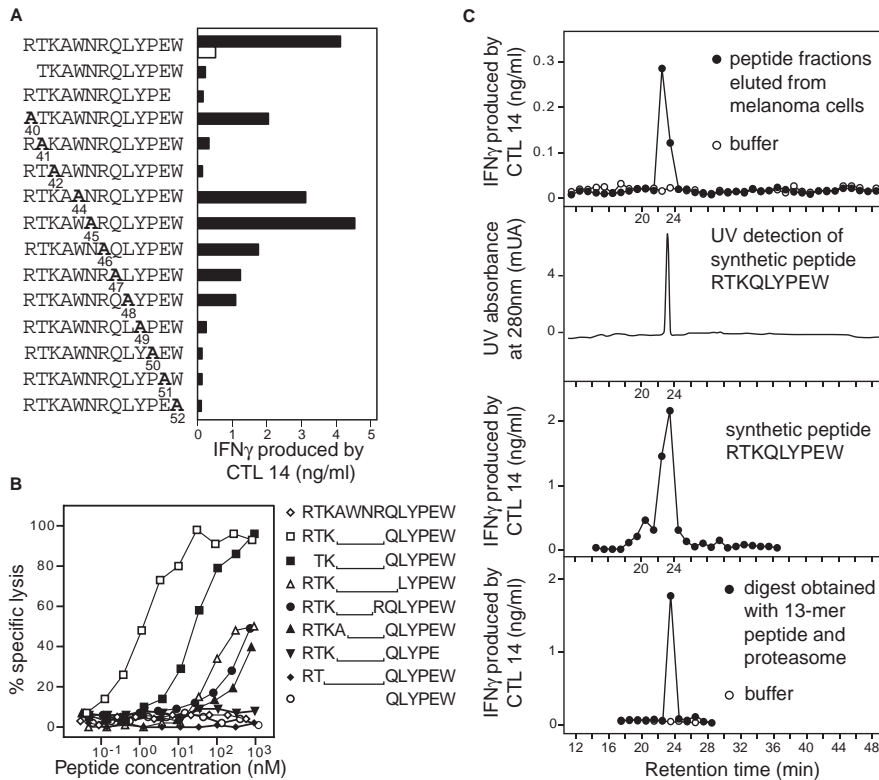 A
RTKAWNRQLYPEW
TKAWNRQLYPEW
RTKAWNRQLYPE
ATKAWNRQLYPEW
40
RAKAWNRQLYPEW
41
RTAAWNRQLYPEW
42
RTKAANRQLYPEW
44
RTKAWARQLYPEW
45
RTKAWNAQLYPEW
46
RTKAWNRALYPEW
47
RTKAWNRQAYPEW
48
RTKAWNRQLAPEW
49
RTKAWNRQLYAEW
50
RTKAWNRQLYPAW
51
RTKAWNRQLYPEA
52
0 1 2 3 4 5
IFNγ produced by
CTL 14 (ng/ml)
B
% specific lysis
100
80
60
40
20
0
10-1 100 101 102 103
Peptide concentration (nM)
RTKAWNRQLYPEW
RTK QLYPEW
TK QLYPEW
RTK LYPEW
RTK RQLYPEW
RTKA QLYPEW
RTK QLYPE
RT QLYPEW
QLYPEW
C
IFNγ produced by
CTL 14 (ng/ml)
0.3
0.2
0.1
0
peptide fractions
eluted from
melanoma cells
buffer
20 24
UV absorbance
at 280nm (mUA)
4
0
UV detection of
synthetic peptide
RTKQLYPEW
20 24
IFNγ produced by
CTL 14 (ng/ml)
2
1
0
synthetic peptide
RTKQLYPEW
20 24
IFNγ produced by
CTL 14 (ng/ml)
2
1
0
digest obtained
with 13-mer
peptide and
proteasome
buffer
12 16 20 24 28 32 36 40 44 48
Retention time (min)